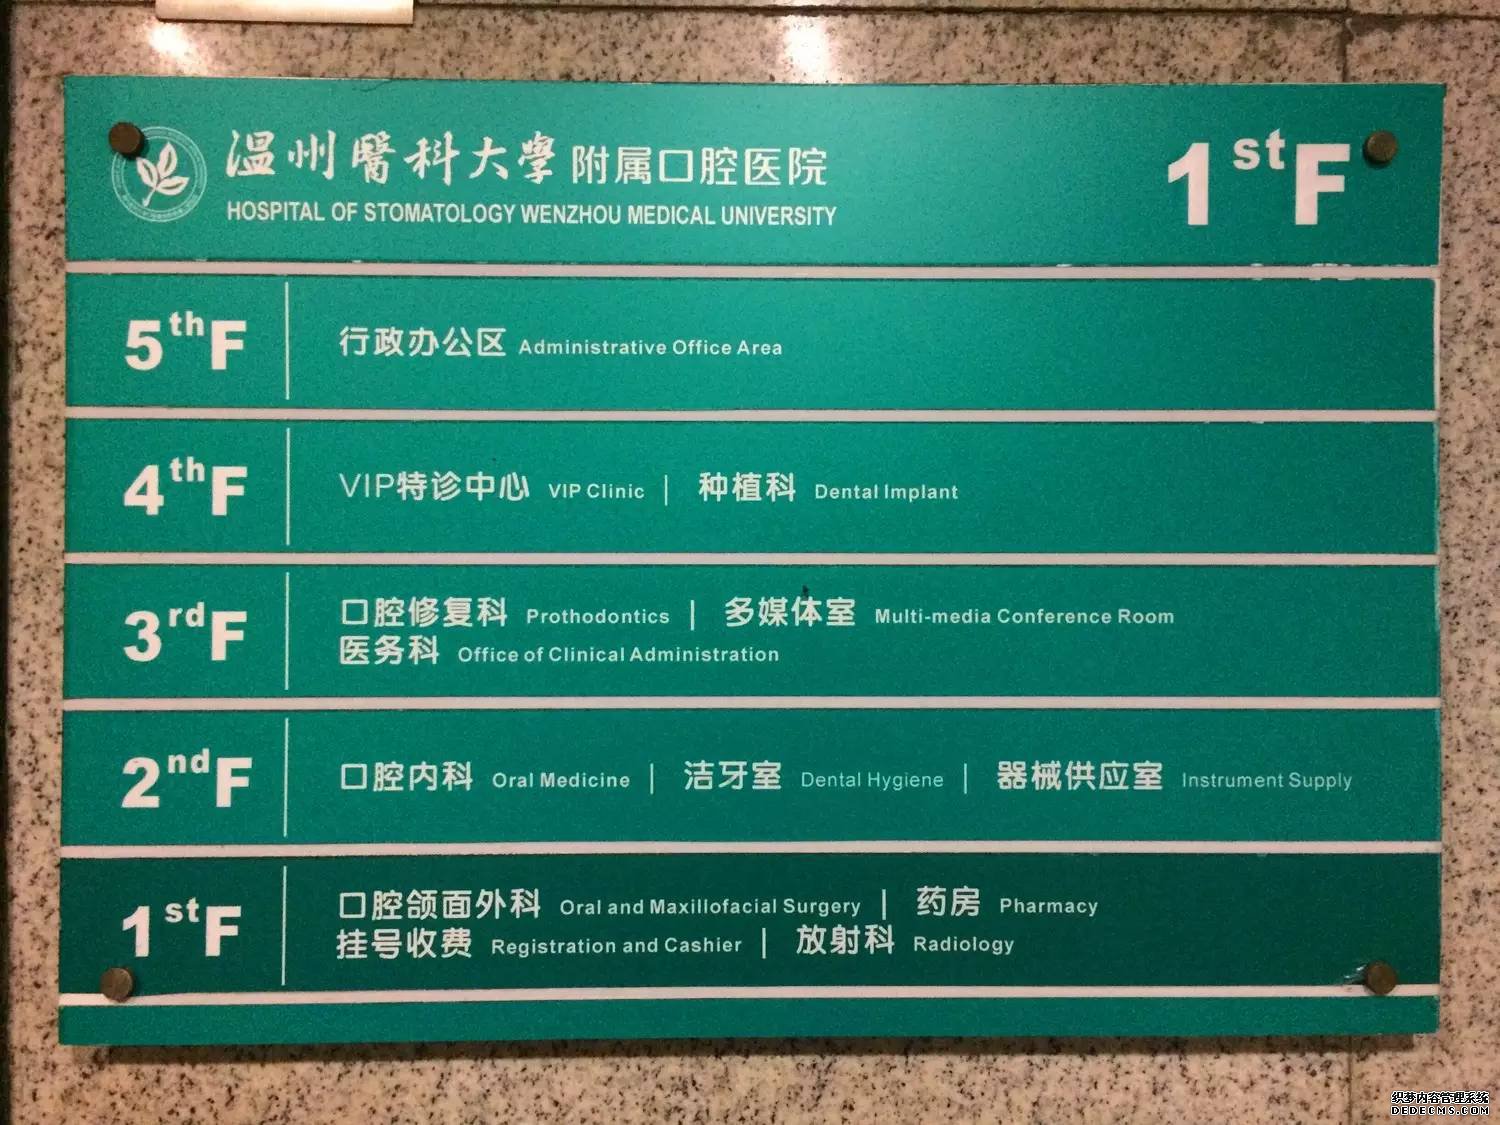 温州醫科大學 附属口腔医院
HOSPITAL OF STOMATOLOGY WENZHOU MEDICAL UNIVERSITY
1stF
5thF
行政办公区 Administrative Office Area
4thF
VIP特诊中心 VIP Clinic | 种植科 Dental Implant
3rdF
口腔修复科 Prothodontics | 多媒体室 Multi-media Conference Room
医务科 Office of Clinical Administration
2ndF
口腔内科 Oral Medicine | 洁牙室 Dental Hygiene | 器械供应室 Instrument Supply
1stF
口腔颌面外科 Oral and Maxillofacial Surgery | 药房 Pharmacy
挂号收费 Registration and Cashier | 放射科 Radiology
织梦内容管理系统
DEDECMS.COM